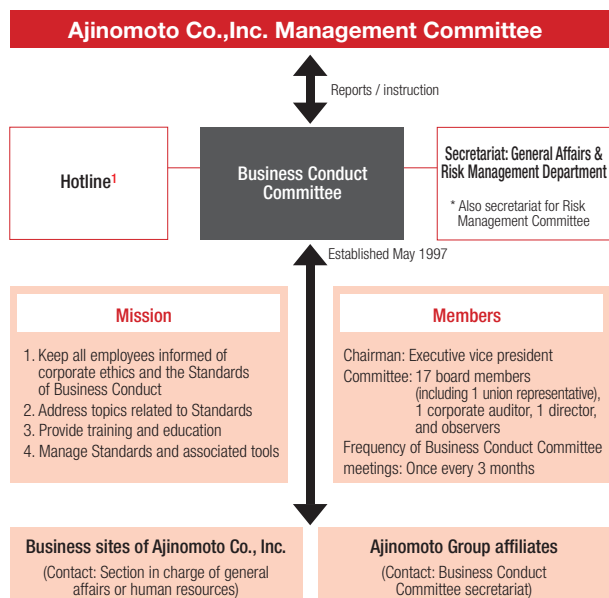 Ajinomoto Co.,Inc. Management Committee
Reports / instruction
Hotline1
Business Conduct
Committee
Secretariat: General Affairs &
Risk Management Department
* Also secretariat for Risk
Management Committee
Established May 1997
Mission
1. Keep all employees informed of
corporate ethics and the Standards
of Business Conduct
2. Address topics related to Standards
3. Provide training and education
4. Manage Standards and associated tools
Members
Chairman: Executive vice president
Committee: 17 board members
(including 1 union representative),
1 corporate auditor, 1 director,
and observers
Frequency of Business Conduct Committee
meetings: Once every 3 months
Business sites of Ajinomoto Co., Inc.
(Contact: Section in charge of general
affairs or human resources)
Ajinomoto Group affiliates
(Contact: Business Conduct
Committee secretariat)